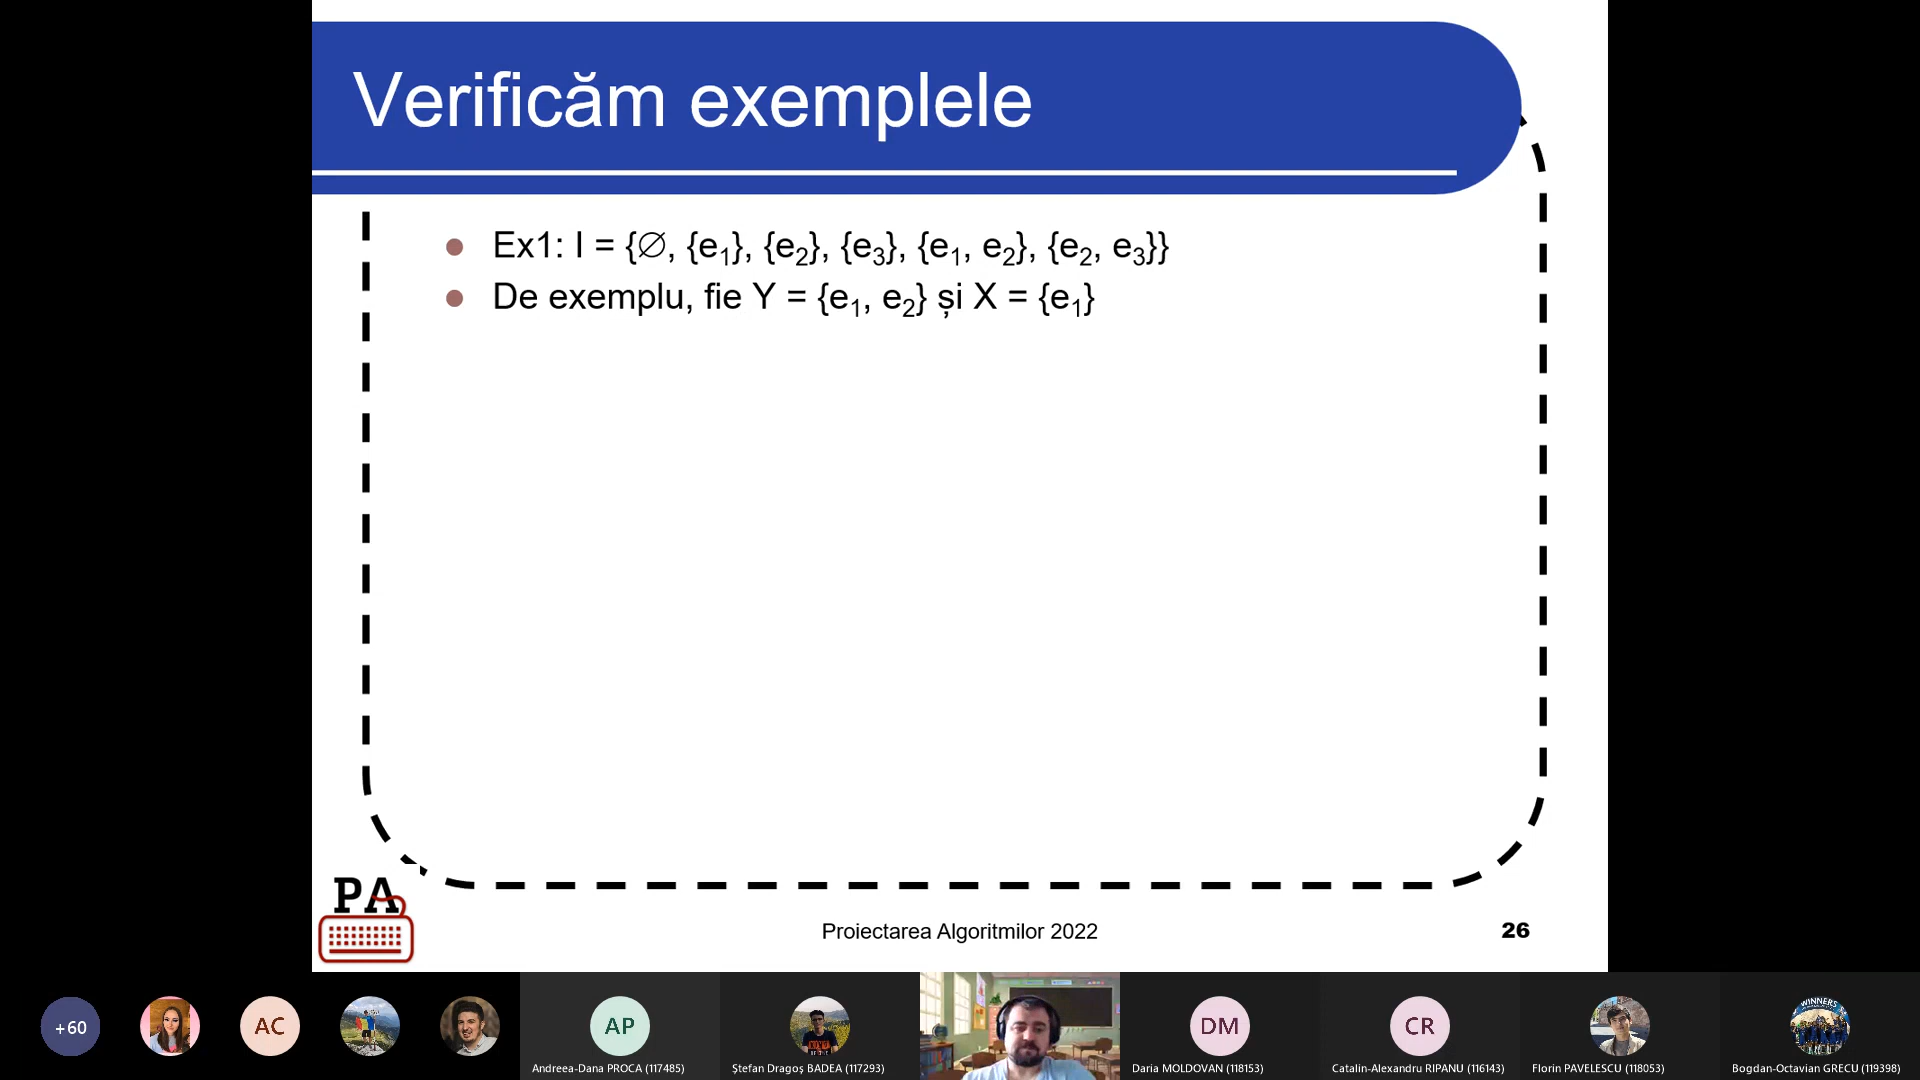 Verificăm exemplele
Ex1: I = {∅, {e₁}, {e₂}, {e₃}, {e₁, e₂}, {e₂, e₃}}
De exemplu, fie Y = {e₁, e₂} și X = {e₁}
PA
Proiectarea Algoritmilor 2022
26
+60
AC
AP
DM
CR
WINNERS
Andreea-Dana PROCA (117485)
Ștefan Dragoș BADEA (117293)
Daria MOLDOVAN (118153)
Catalin-Alexandru RIPANU (116143)
Florin PAVELESCU (118053)
Bogdan-Octavian GRECU (119398)